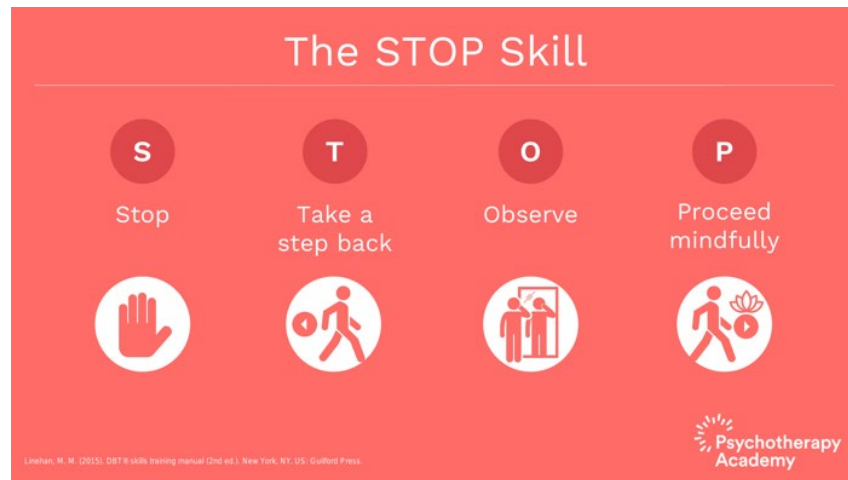 The STOP Skill
S
T
O
P
Stop
Take a
step back
Observe
Proceed
mindfully
Linehan, M. M. (2015). DBT® skills training manual (2nd ed.). New York, NY, US: Guilford Press.
Psychotherapy
Academy